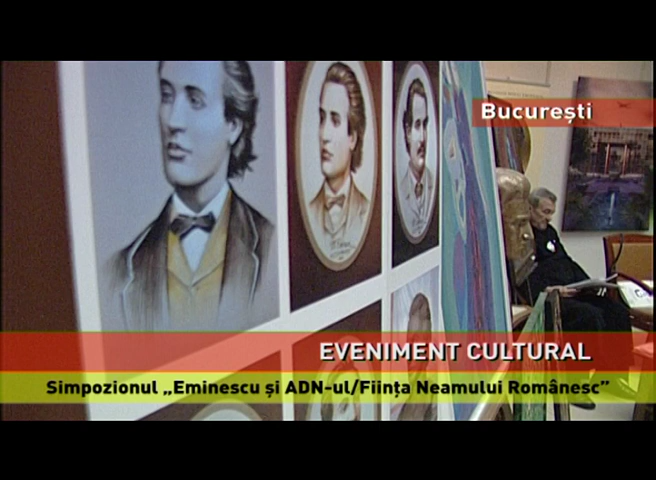 București
EVENIMENT CULTURAL
Simpozionul „Eminescu și ADN-ul/Ființa Neamului Românesc”